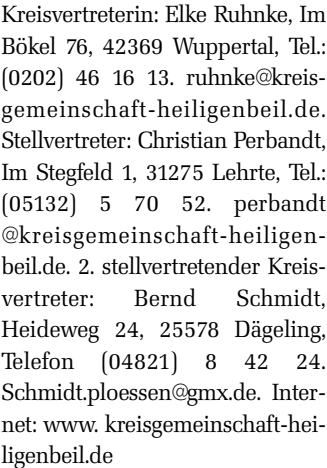 Kreisvertreterin: Elke Ruhnke, Im
Bökel 76, 42369 Wuppertal, Tel.:
(0202) 46 16 13. ruhnke@kreis-
gemeinschaft-heiligenbeil.de.
Stellvertreter: Christian Perbandt,
Im Stegfeld 1, 31275 Lehrte, Tel.:
(05132) 5 70 52. perbandt
@kreisgemeinschaft-heiligen-
beil.de. 2. stellvertretender Kreis-
vertreter: Bernd Schmidt,
Heideweg 24, 25578 Dägeling,
Telefon (04821) 8 42 24.
Schmidt.ploessen@gmx.de. Inter-
net: www. kreisgemeinschaft-hei-
ligenbeil.de